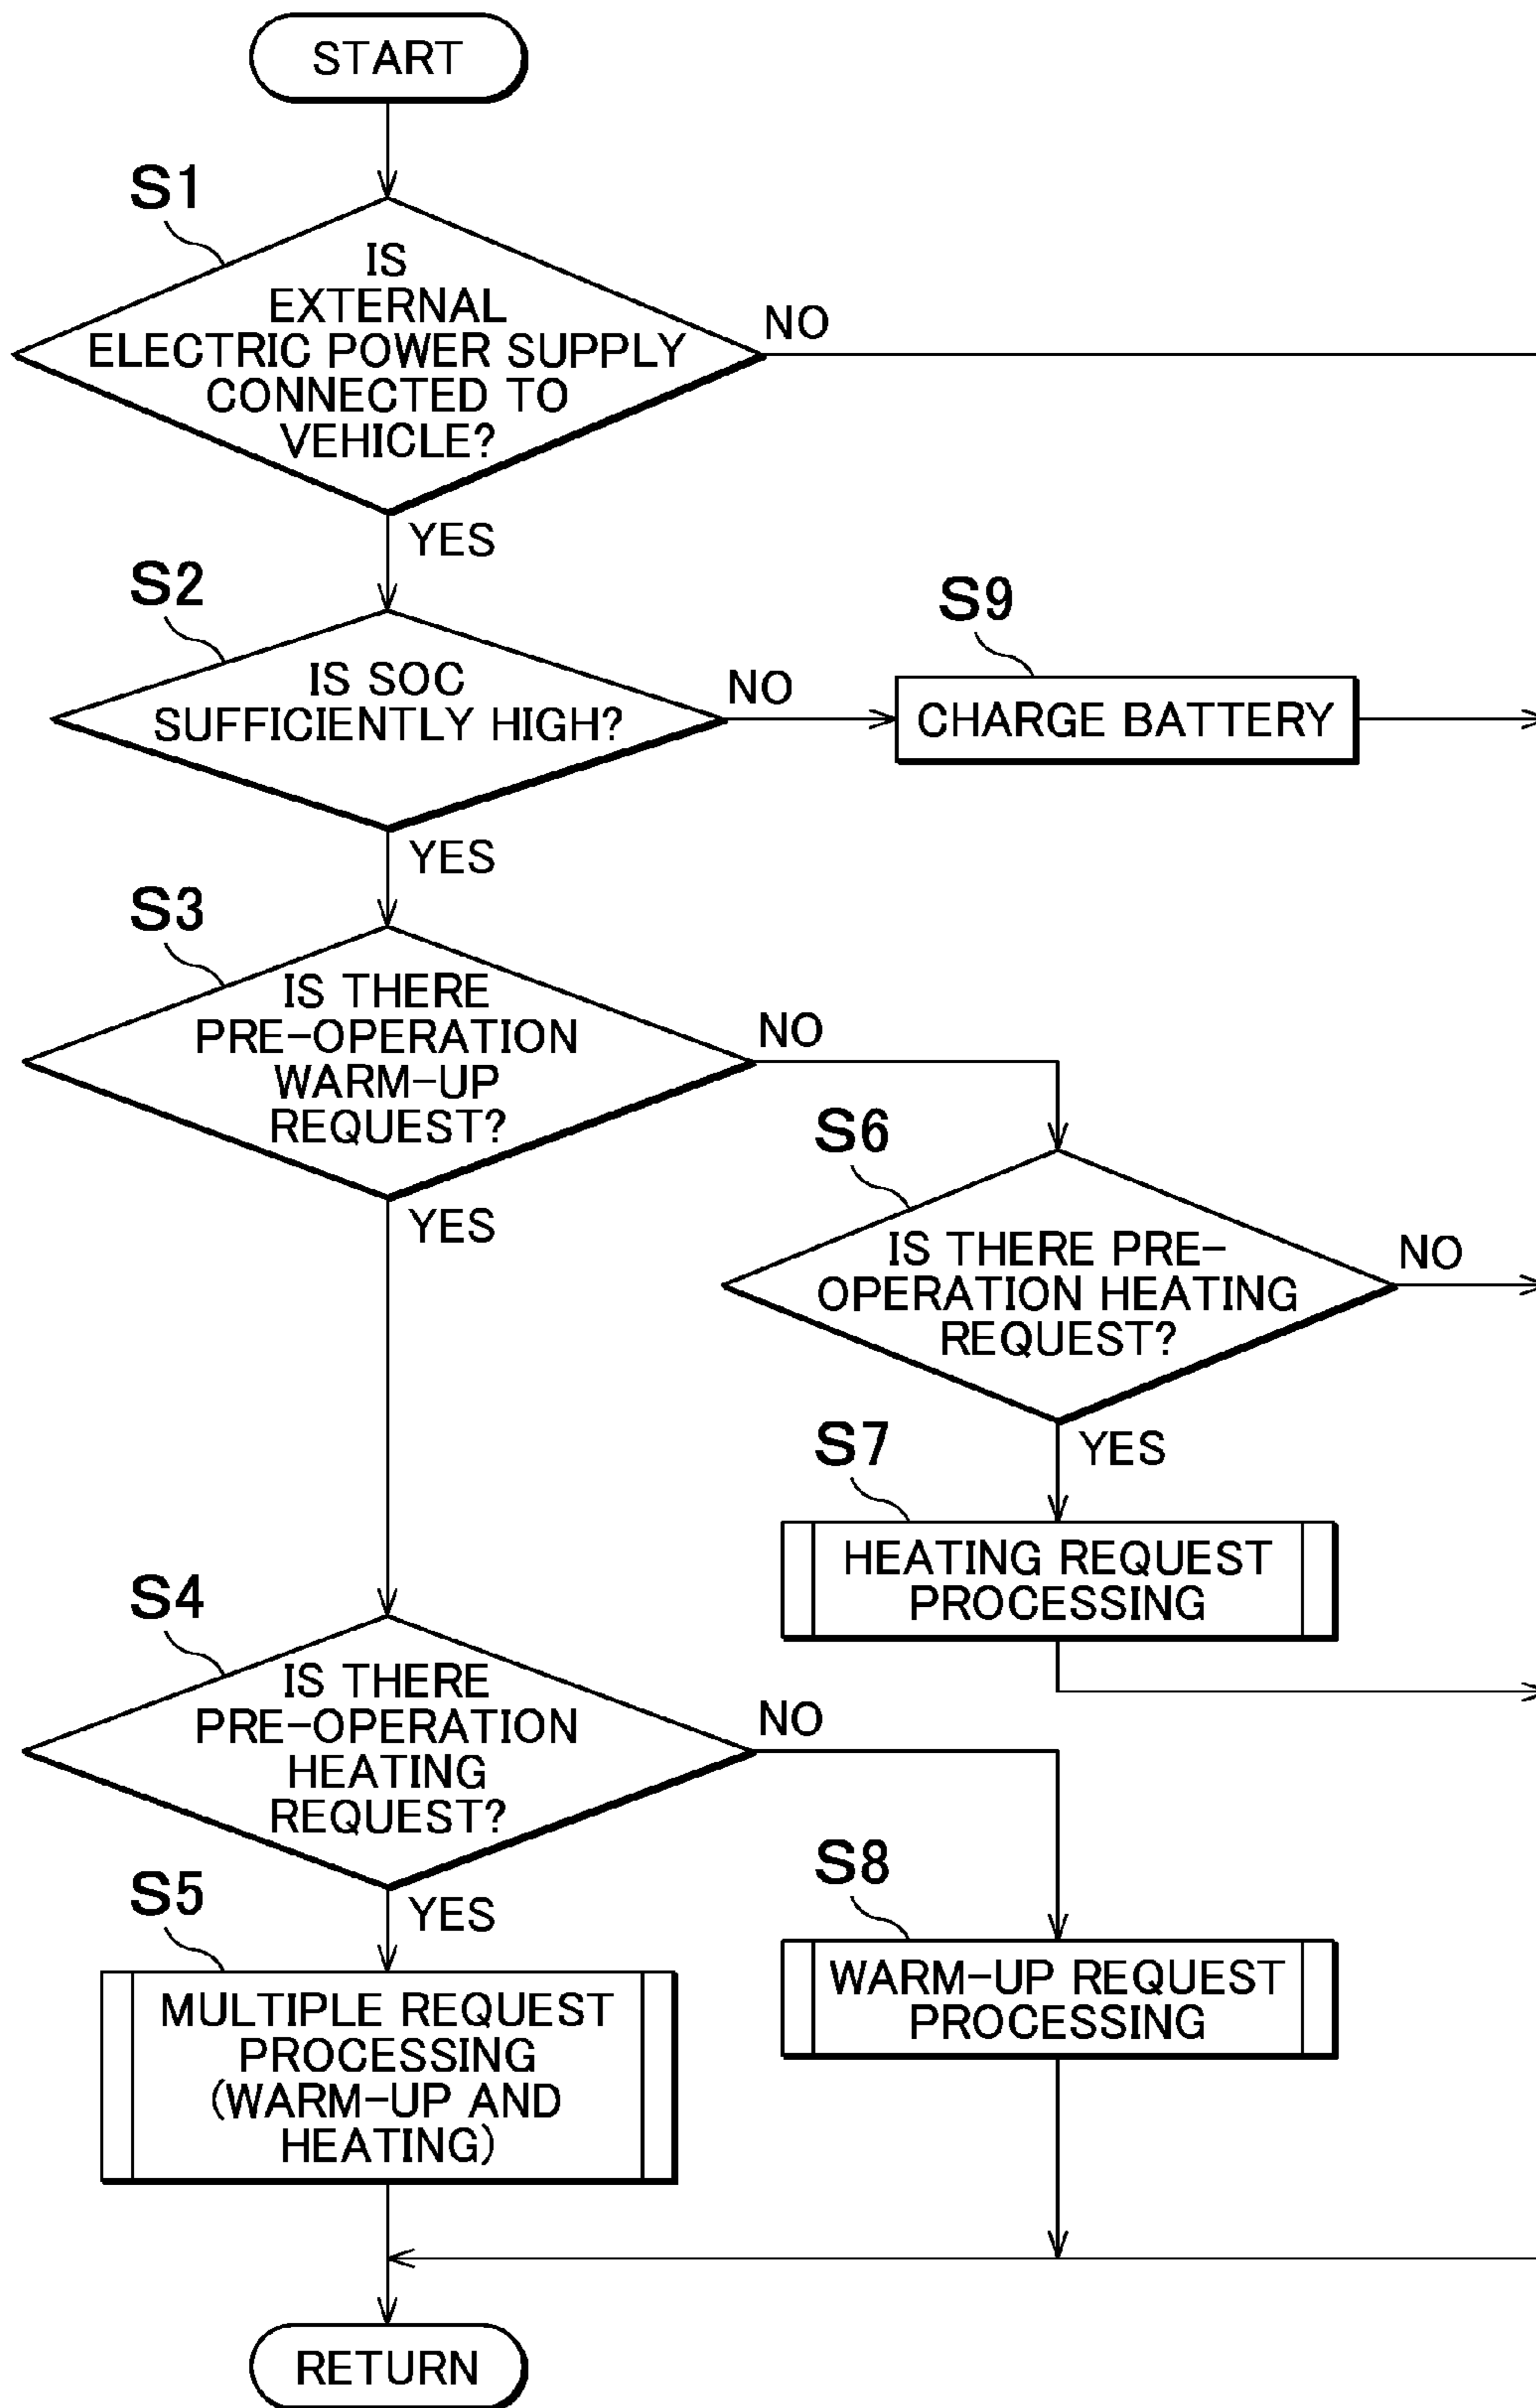 START
S1
IS
EXTERNAL
ELECTRIC POWER SUPPLY
CONNECTED TO
VEHICLE?
NO
YES
S2
IS SOC
SUFFICIENTLY HIGH?
NO
S9
CHARGE BATTERY
YES
S3
IS THERE
PRE-OPERATION
WARM-UP
REQUEST?
NO
YES
S6
IS THERE PRE-
OPERATION HEATING
REQUEST?
NO
YES
S7
HEATING REQUEST
PROCESSING
S4
IS THERE
PRE-OPERATION
HEATING
REQUEST?
NO
YES
S8
WARM-UP REQUEST
PROCESSING
S5
MULTIPLE REQUEST
PROCESSING
(WARM-UP AND
HEATING)
RETURN